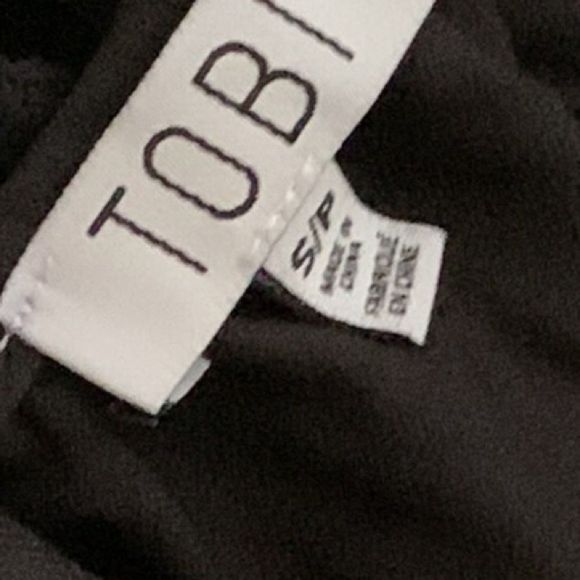 TOBI
S/P
MADE IN
CHINA
FABRIQUÉ
EN CHINE